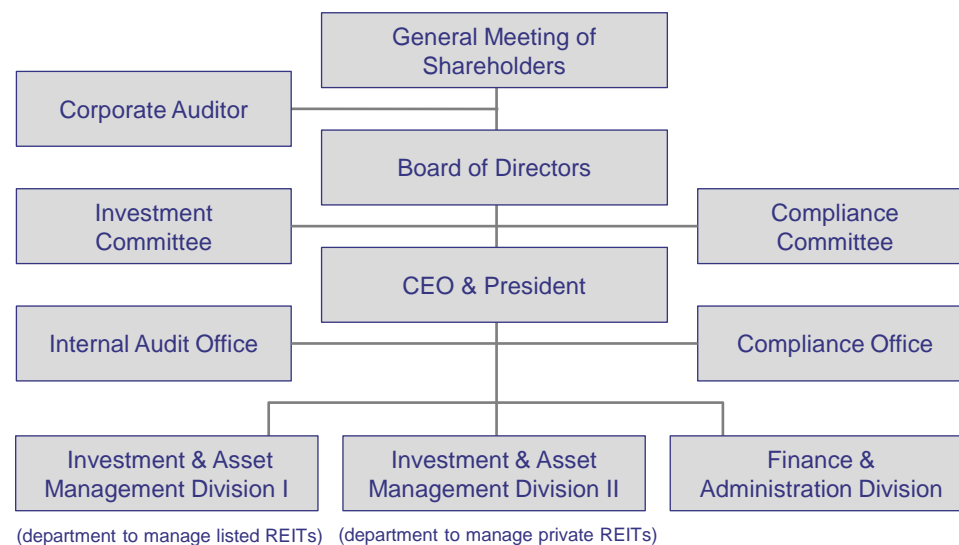 General Meeting of
Shareholders
Corporate Auditor
Board of Directors
Investment
Committee
Compliance
Committee
CEO & President
Internal Audit Office
Compliance Office
Investment & Asset
Management Division I
Investment & Asset
Management Division II
Finance &
Administration Division
(department to manage listed REITs)
(department to manage private REITs)